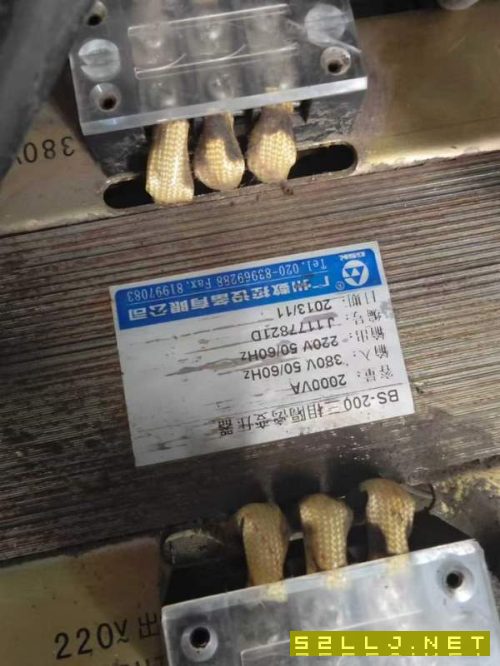 380V
BS-200 三相隔离变压器
容量: 2000VA
输入: 380V 50/60Hz
输出: 220V 50/60Hz
编号: J117821D
日期: 2013/11
广州数控设备有限公司
Tel. 020-83969288 Fax. 81997083
220V 出
52LLJ.NET